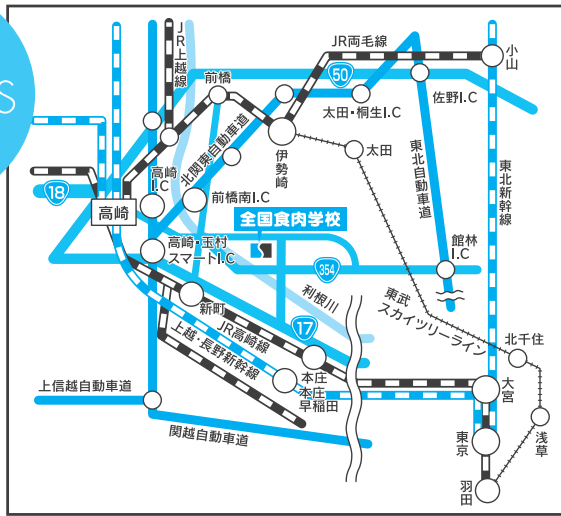 S
JR上越線
JR両毛線
小山
50
前橋
佐野I.C
太田・桐生I.C
伊勢崎
太田
北関東自動車道
東北自動車道
東北新幹線
高崎
I.C
18
前橋南I.C
高崎
全国食肉学校
高崎・玉村
スマートI.C
館林
I.C
354
利根川
新町
17
東武
スカイツリーライン
JR高崎線
上越・長野新幹線
北千住
本庄
本庄
早稲田
大宮
上信越自動車道
関越自動車道
東京
浅草
羽田